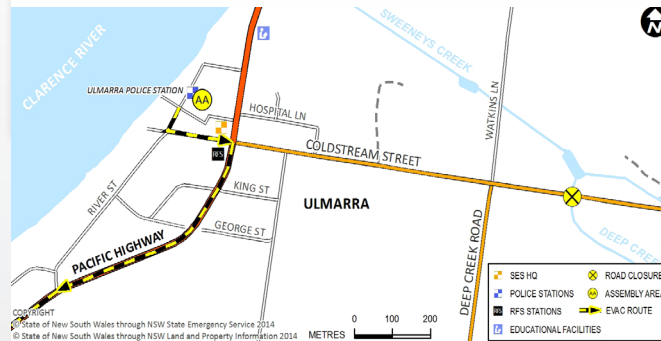 SWEENEYS CREEK
N
CLARENCE RIVER
ULMARRA POLICE STATION
AA
HOSPITAL LN
WATKINS LN
RFS
COLDSTREAM STREET
RIVER ST
KING ST
ULMARRA
GEORGE ST
DEEP CREEK ROAD
DEEP CREEK
PACIFIC HIGHWAY
SES HQ
ROAD CLOSURE
POLICE STATIONS
AA
ASSEMBLY AREA
RFS
RFS STATIONS
EVAC ROUTE
EDUCATIONAL FACILITIES
COPYRIGHT
© State of New South Wales through NSW State Emergency Service 2014
© State of New South Wales through NSW Land and Property Information 2014
METRES
0 100 200